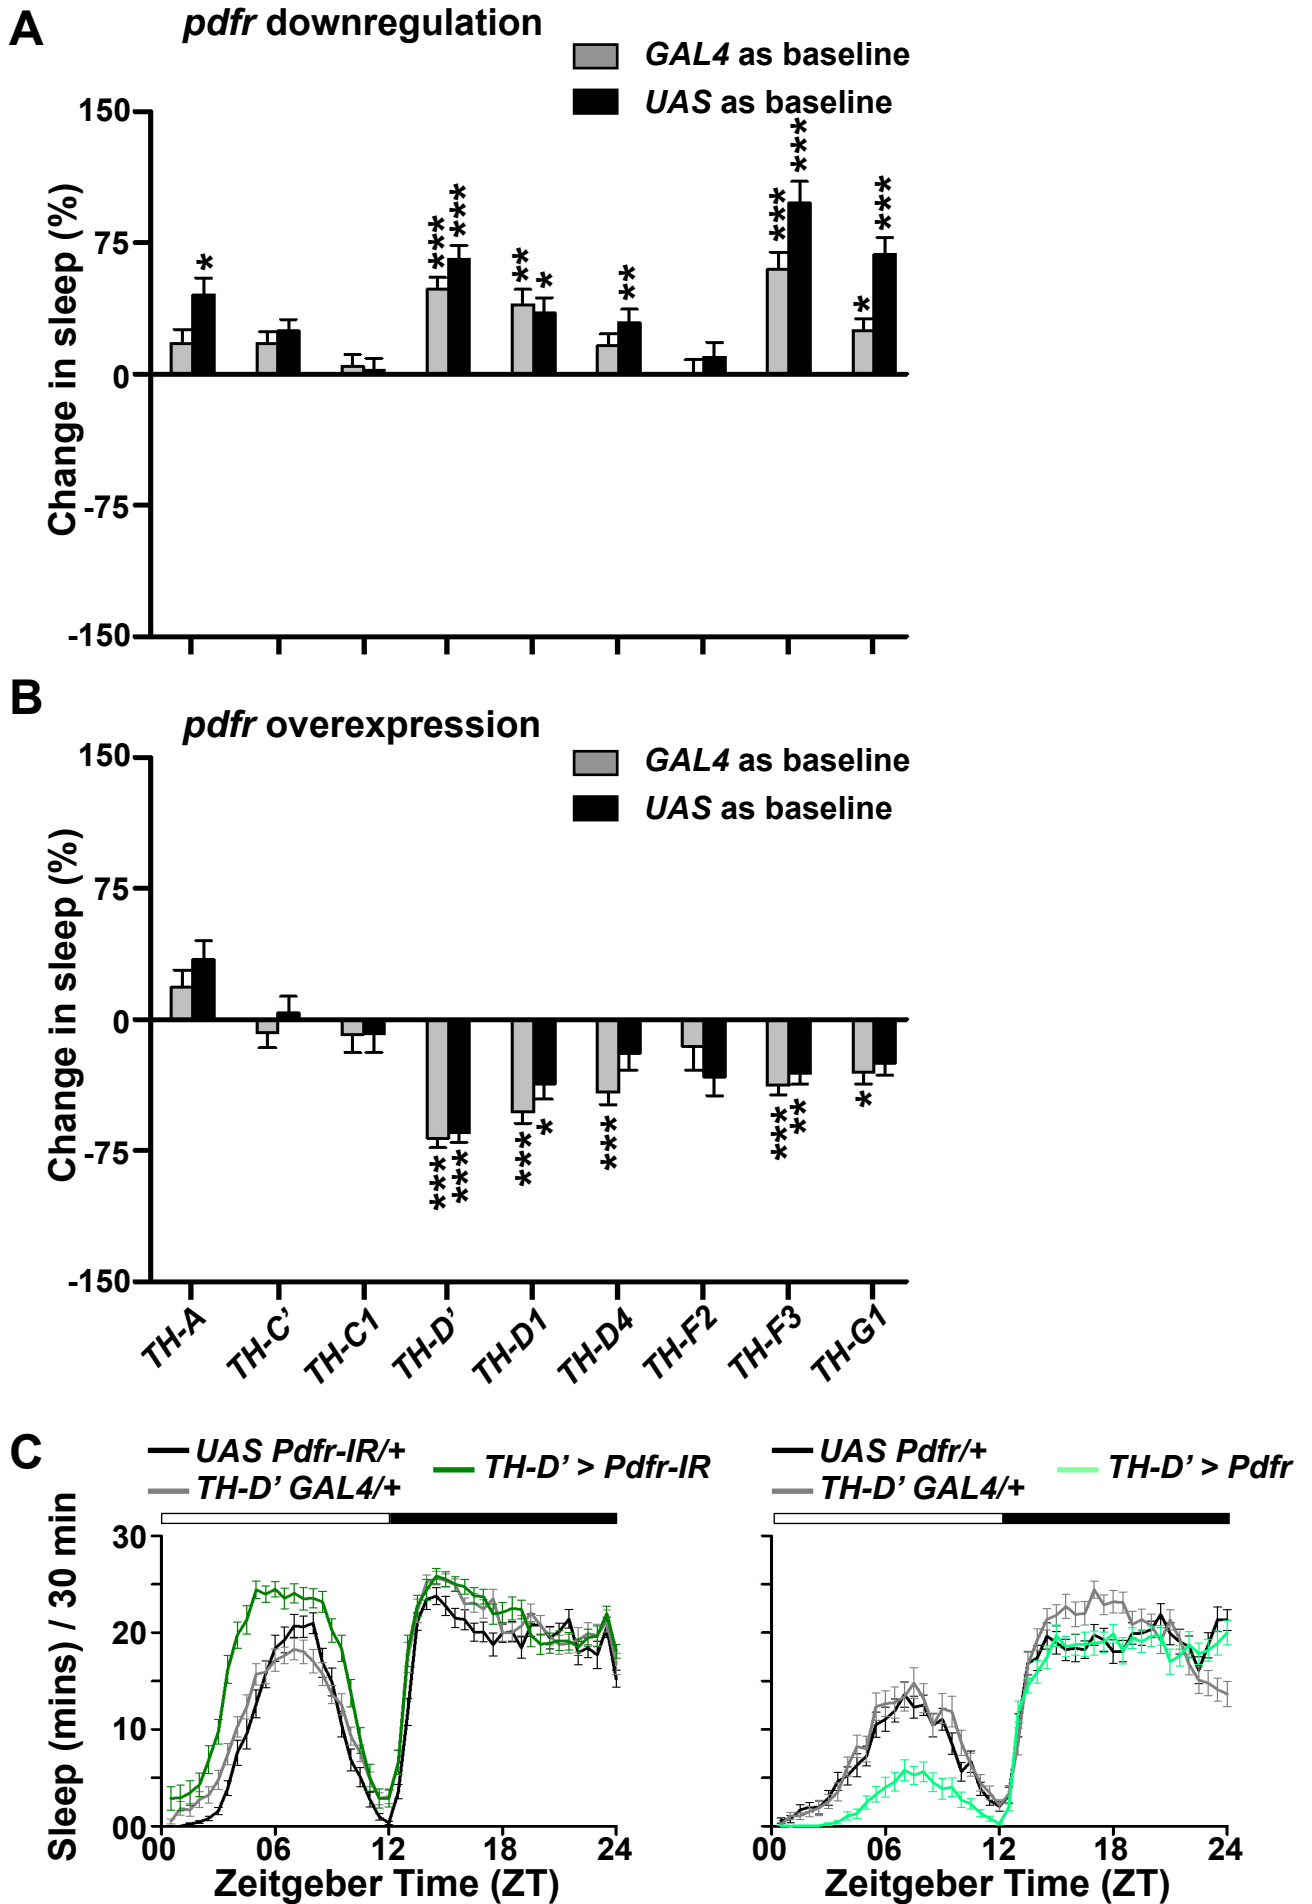 A
pdfr downregulation
GAL4 as baseline
UAS as baseline
Change in sleep (%)
150
75
0
-75
-150
*
***
***
**
*
**
***
***
*
***
B
pdfr overexpression
GAL4 as baseline
UAS as baseline
Change in sleep (%)
150
75
0
-75
-150
***
***
***
*
***
***
**
*
TH-A
TH-C’
TH-C1
TH-D’
TH-D1
TH-D4
TH-F2
TH-F3
TH-G1
C
UAS Pdfr-IR/+
TH-D’ GAL4/+
TH-D’ > Pdfr-IR
Sleep (mins) / 30 min
30
20
10
00
00 06 12 18 24
Zeitgeber Time (ZT)
UAS Pdfr/+
TH-D’ GAL4/+
TH-D’ > Pdfr
00 06 12 18 24
Zeitgeber Time (ZT)